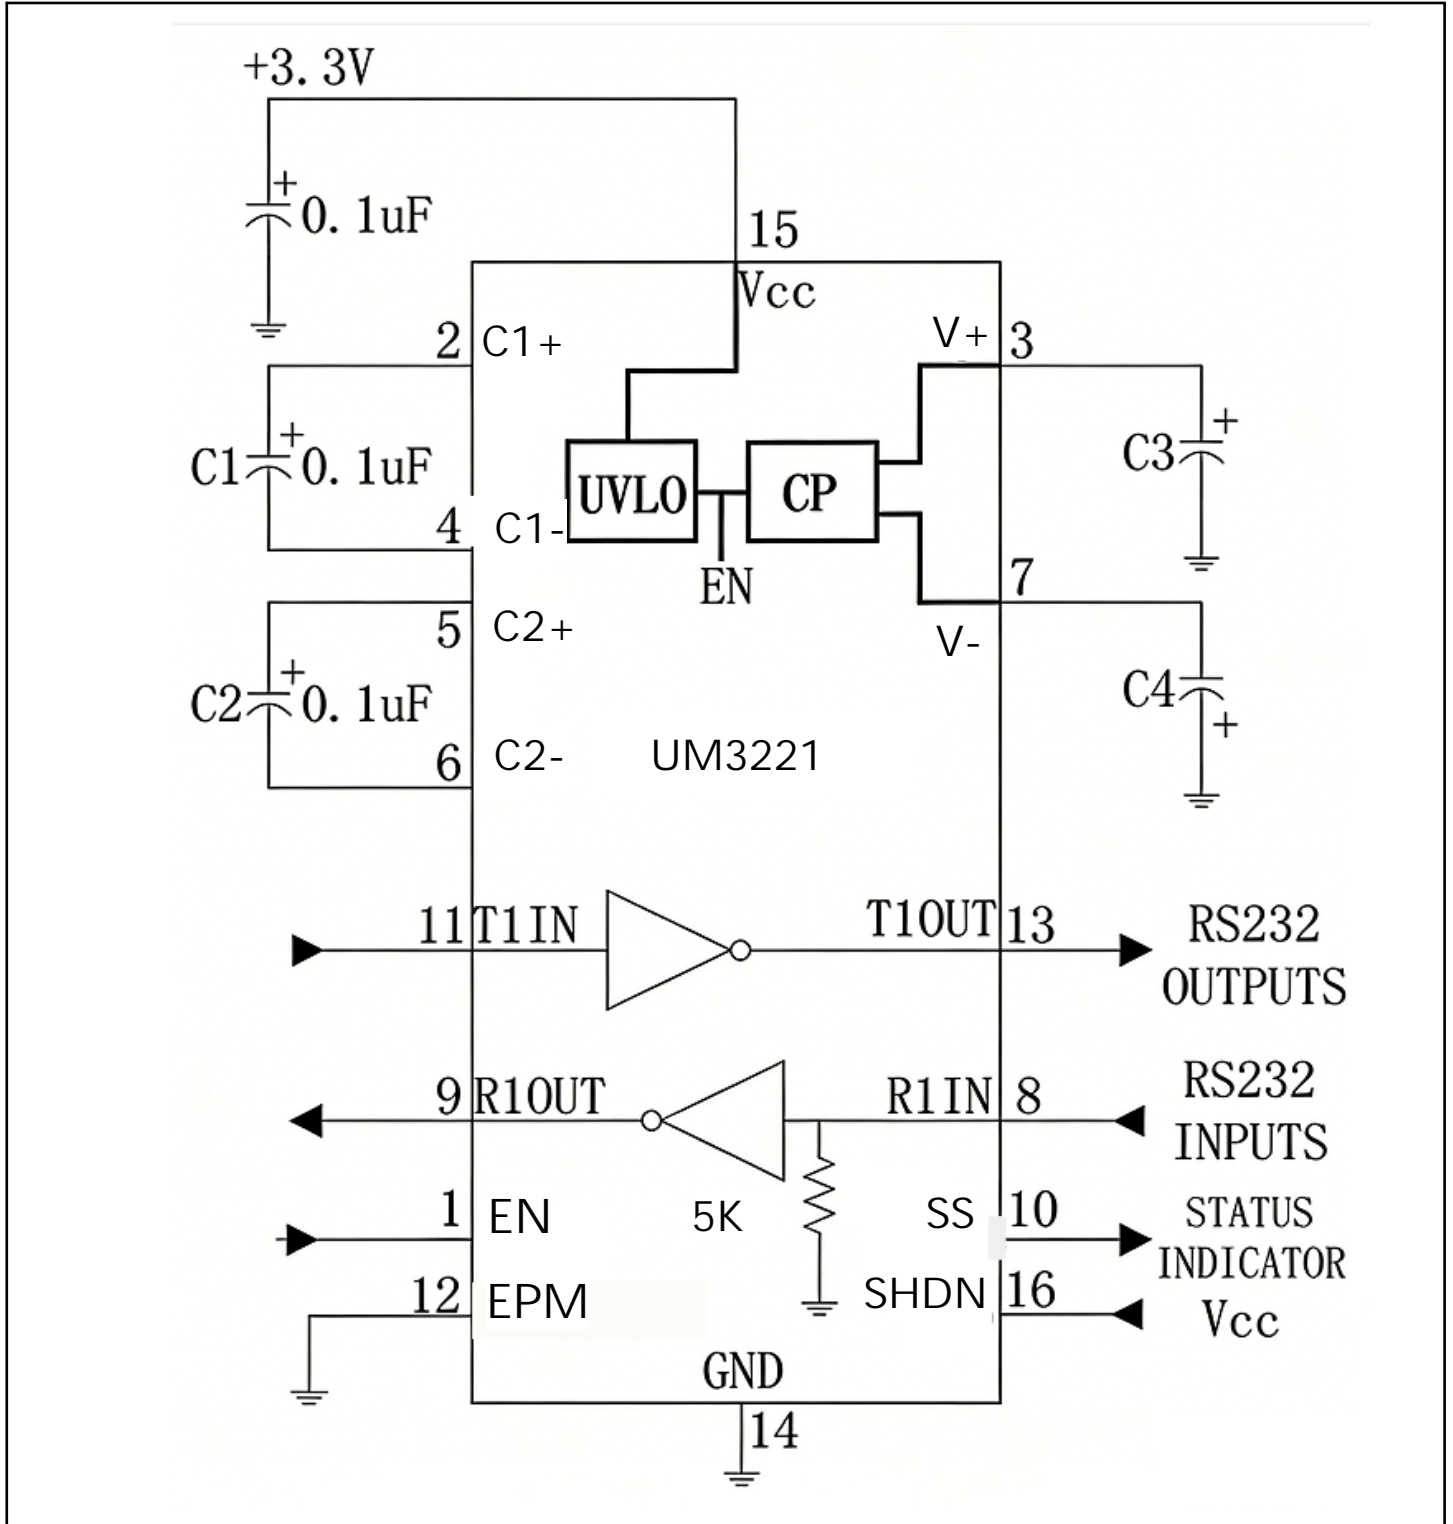 +3.3V
+
0.1uF
15
Vcc
2 C1+
V+ 3
+
C1 0.1uF
+
C3
UVLO
CP
4 C1-
EN
7
5 C2+
V-
+
C2 0.1uF
C4
+
6 C2-
UM3221
11 T1IN
T1OUT 13
RS232
OUTPUTS
9 R1OUT
R1IN 8
RS232
INPUTS
1 EN
5K
SS 10
STATUS
INDICATOR
12 EPM
SHDN 16
Vcc
GND
14